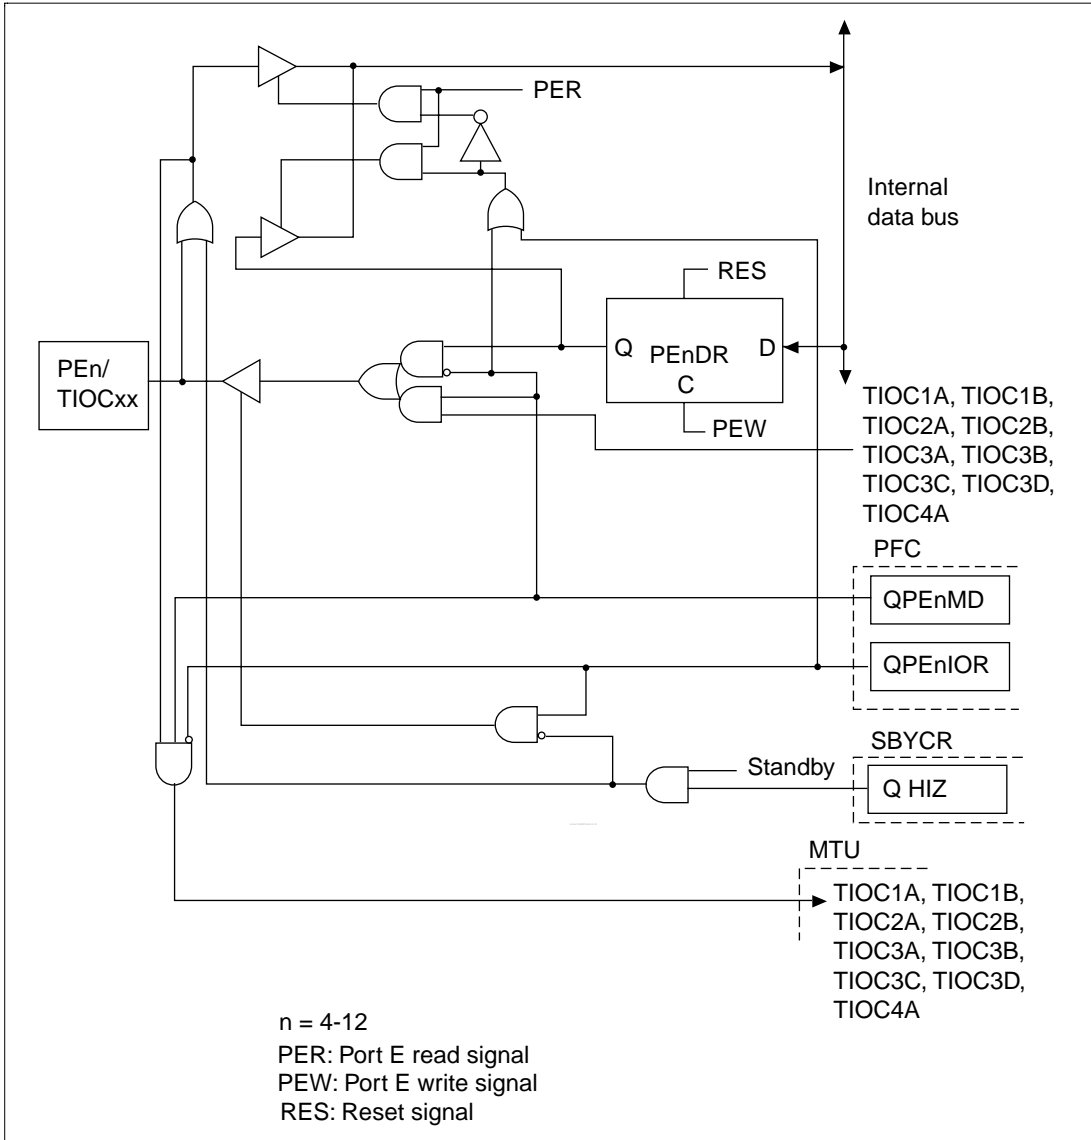 PER
Internal
data bus
RES
Q PEnDR D
C
PEn/
TIOCxx
PEW
TIOC1A, TIOC1B,
TIOC2A, TIOC2B,
TIOC3A, TIOC3B,
TIOC3C, TIOC3D,
TIOC4A
PFC
QPEnMD
QPEnIOR
SBYCR
Standby
Q HIZ
MTU
TIOC1A, TIOC1B,
TIOC2A, TIOC2B,
TIOC3A, TIOC3B,
TIOC3C, TIOC3D,
TIOC4A
n = 4-12
PER: Port E read signal
PEW: Port E write signal
RES: Reset signal